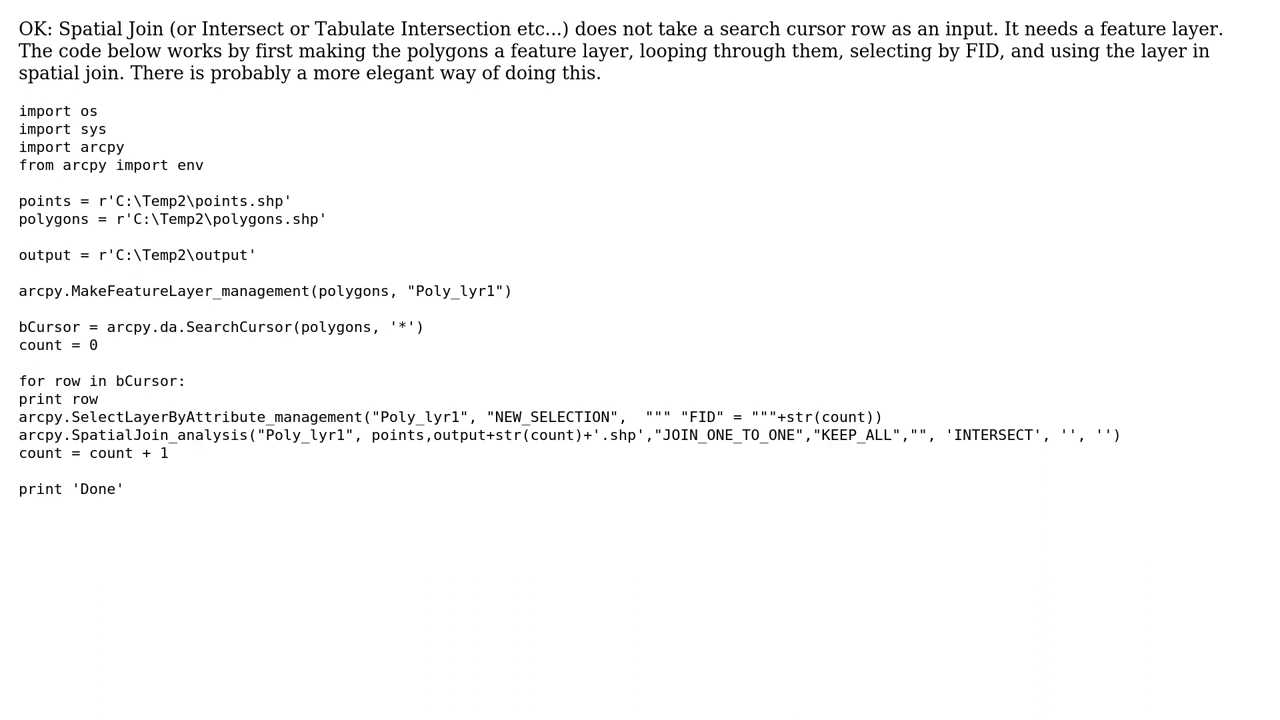 OK: Spatial Join (or Intersect or Tabulate Intersection etc...) does not take a search cursor row as an input. It needs a feature layer.
The code below works by first making the polygons a feature layer, looping through them, selecting by FID, and using the layer in
spatial join. There is probably a more elegant way of doing this.
import os
import sys
import arcpy
from arcpy import env
points = r'C:\Temp2\points.shp'
polygons = r'C:\Temp2\polygons.shp'
output = r'C:\Temp2\output'
arcpy.MakeFeatureLayer_management(polygons, "Poly_lyr1")
bCursor = arcpy.da.SearchCursor(polygons, '*')
count = 0
for row in bCursor:
print row
arcpy.SelectLayerByAttribute_management("Poly_lyr1", "NEW_SELECTION",  """ "FID" = """+str(count))
arcpy.SpatialJoin_analysis("Poly_lyr1", points,output+str(count)+'.shp',"JOIN_ONE_TO_ONE","KEEP_ALL","", 'INTERSECT', '', '')
count = count + 1
print 'Done'